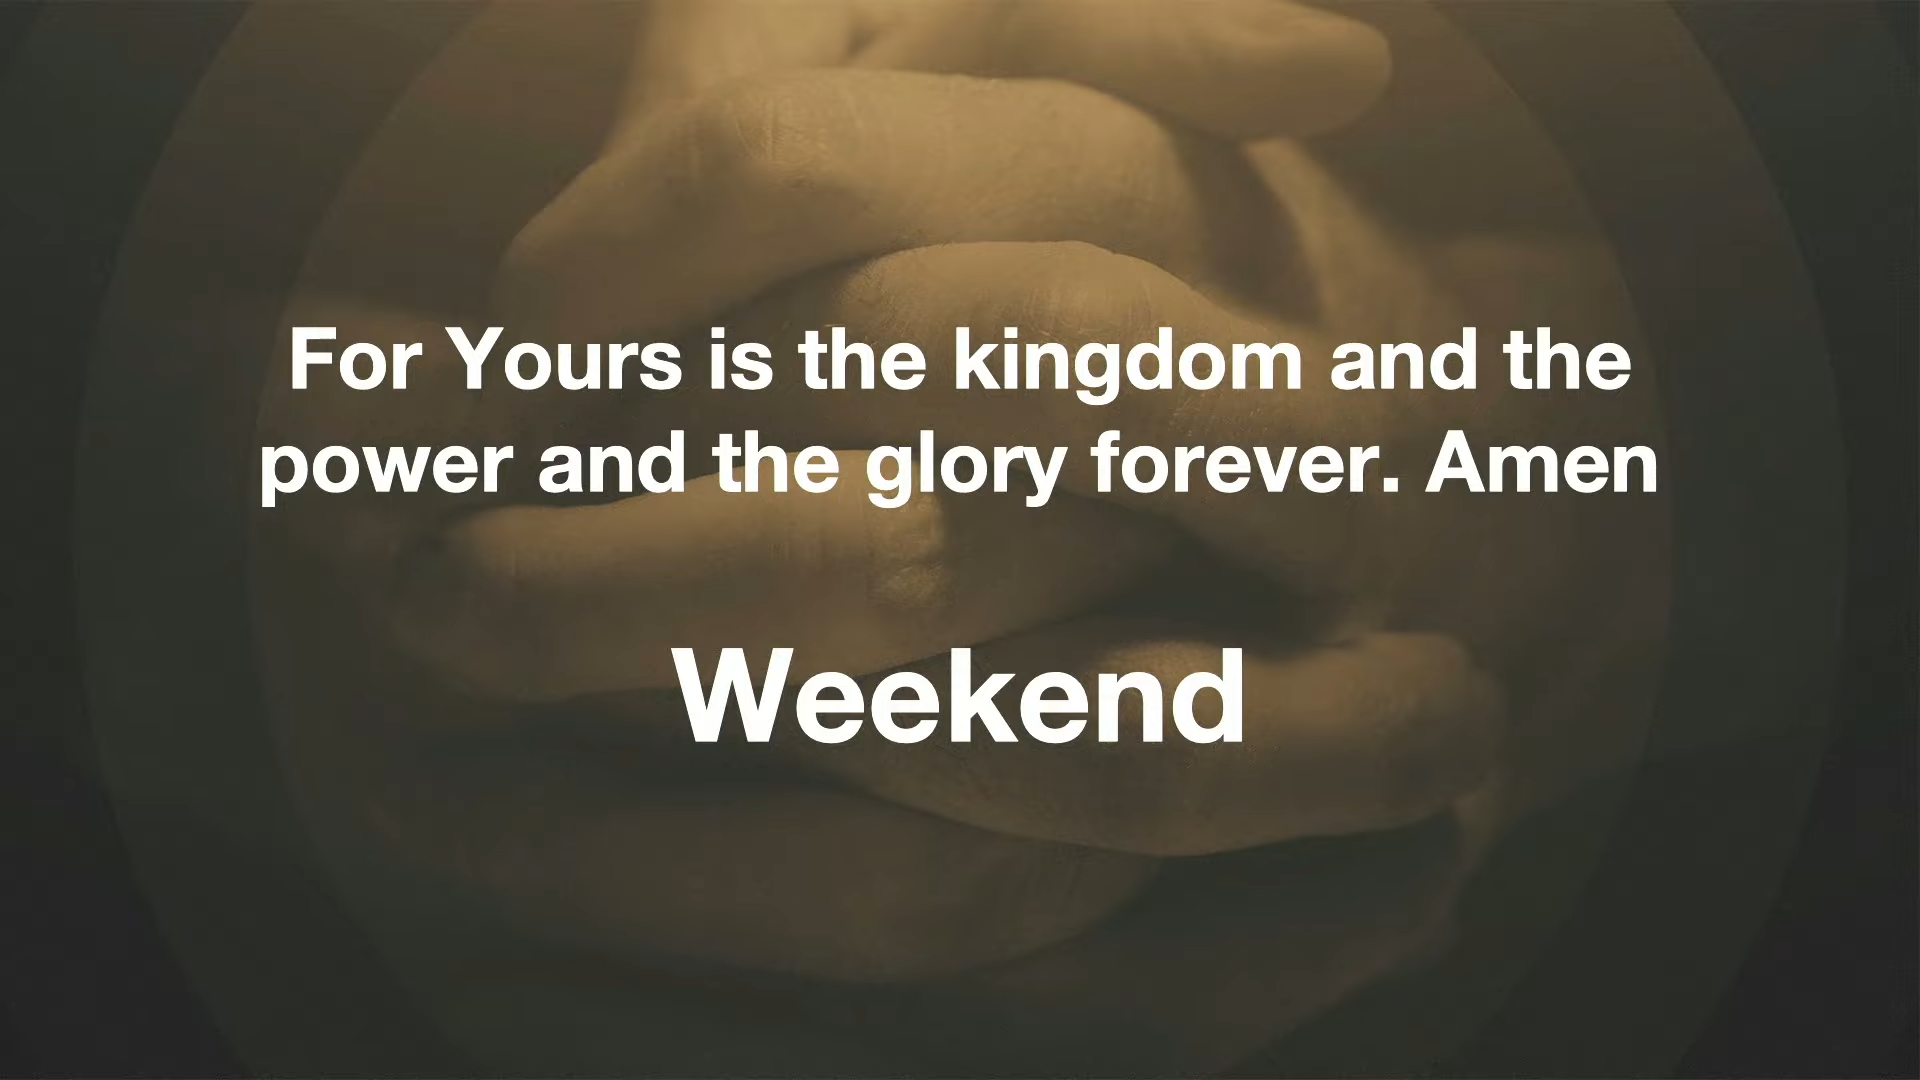 For Yours is the kingdom and the
power and the glory forever. Amen
Weekend